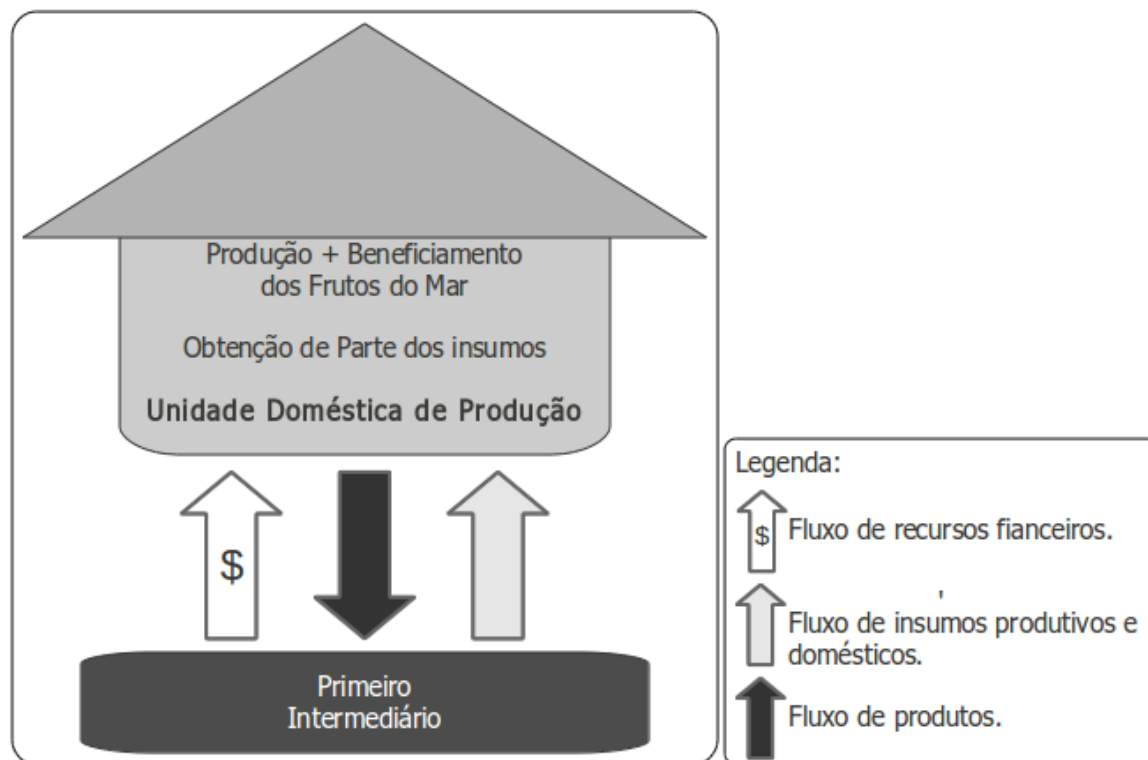 Produção + Beneficiamento
dos Frutos do Mar
Obtenção de Parte dos insumos
Unidade Doméstica de Produção
$
Primeiro
Intermediário
Legenda:
$
Fluxo de recursos fianceiros.
'
Fluxo de insumos produtivos e
domésticos.
Fluxo de produtos.